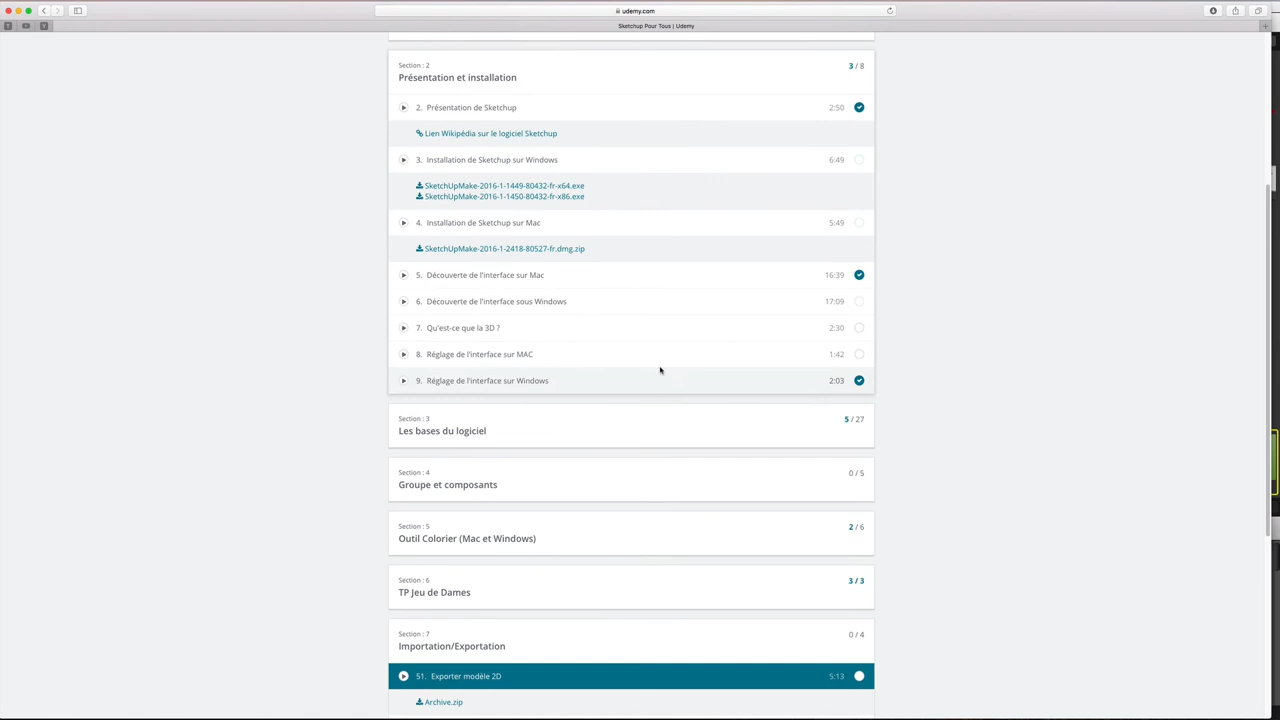 udemy.com
T
Y
Sketchup Pour Tous | Udemy
Section : 2
3 / 8
Présentation et installation
2. Présentation de Sketchup 2:50
Lien Wikipédia sur le logiciel Sketchup
3. Installation de Sketchup sur Windows 6:49
SketchUpMake-2016-1-1449-80432-fr-x64.exe
SketchUpMake-2016-1-1450-80432-fr-x86.exe
4. Installation de Sketchup sur Mac 5:49
SketchUpMake-2016-1-2418-80527-fr.dmg.zip
5. Découverte de l'interface sur Mac 16:39
6. Découverte de l'interface sous Windows 17:09
7. Qu'est-ce que la 3D ? 2:30
8. Réglage de l'interface sur MAC 1:42
9. Réglage de l'interface sur Windows 2:03
Section : 3
5 / 27
Les bases du logiciel
Section : 4
0 / 5
Groupe et composants
Section : 5
2 / 6
Outil Colorier (Mac et Windows)
Section : 6
3 / 3
TP Jeu de Dames
Section : 7
0 / 4
Importation/Exportation
51. Exporter modèle 2D 5:13
Archive.zip